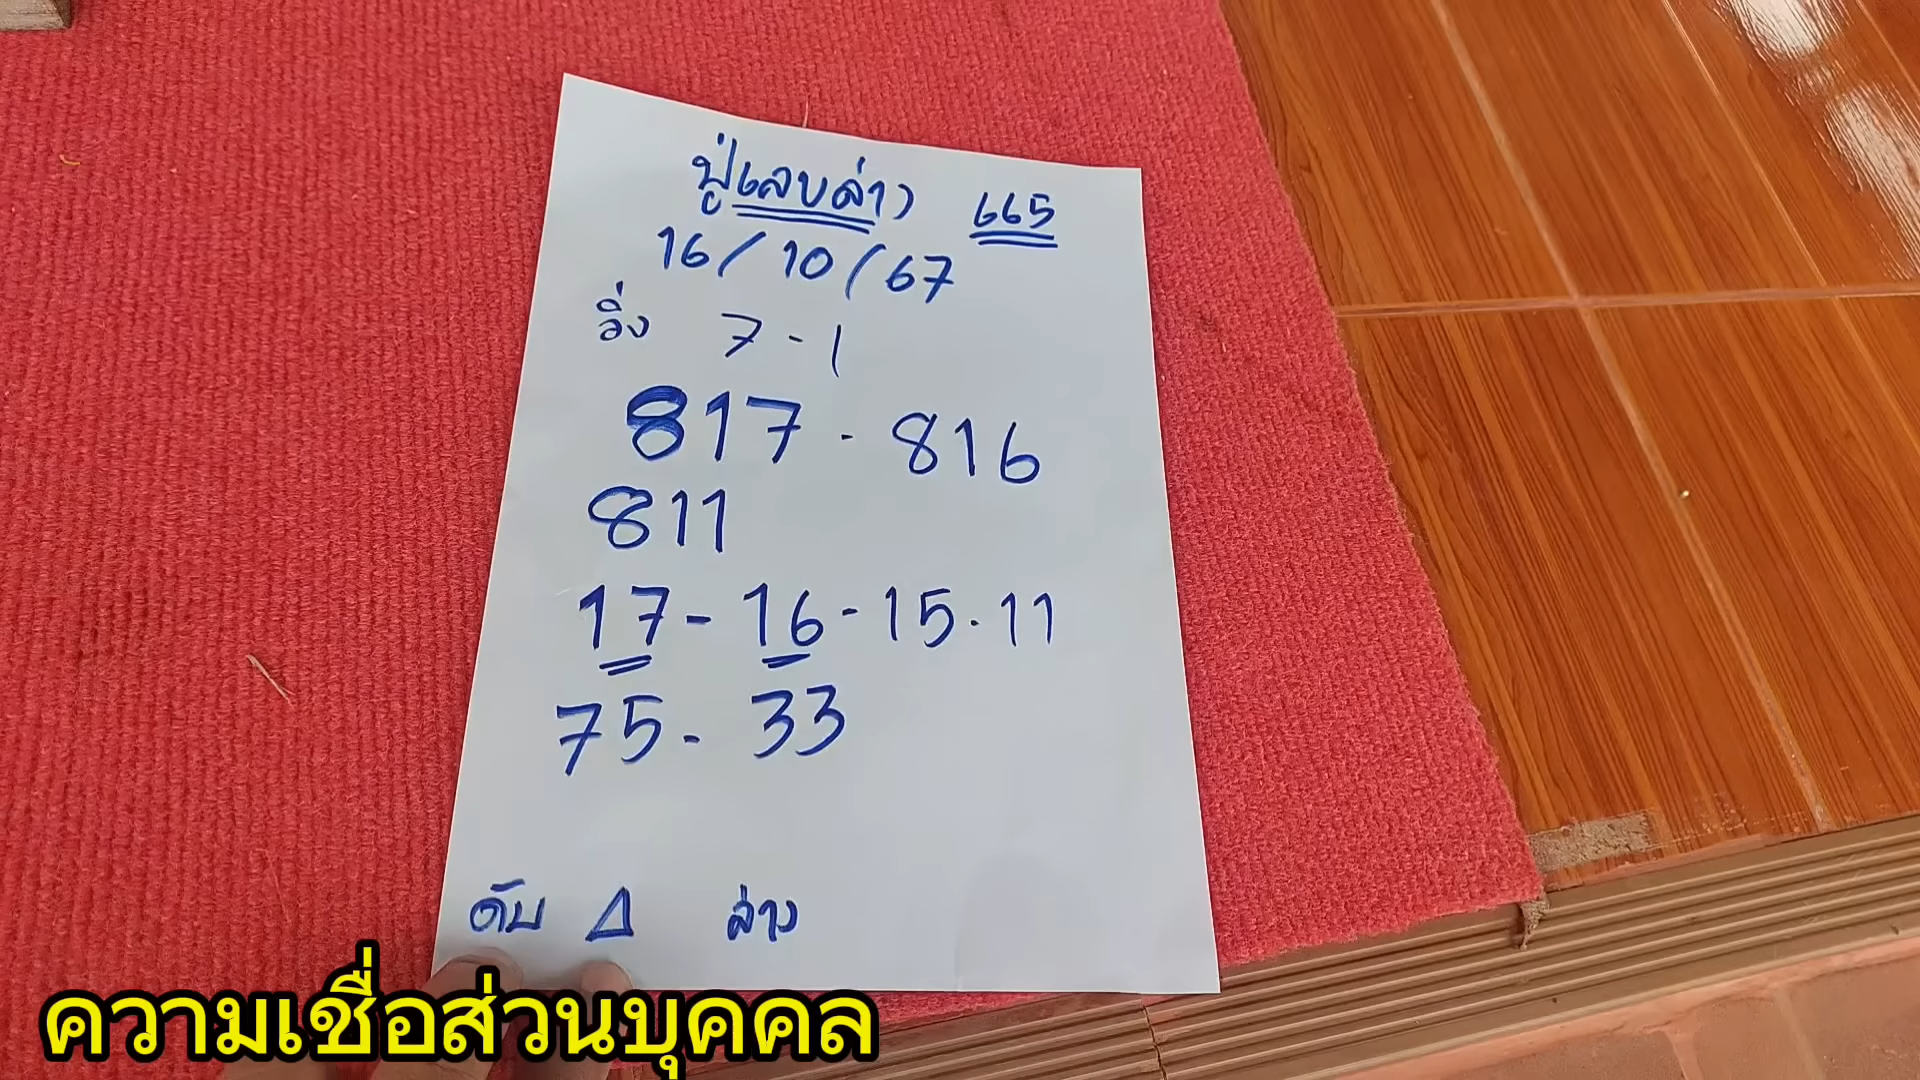 ปู่เลบล่าว 665
16/10/67
วิ่ง 7-1
817-816
811
17-16-15-11
75-33
ดับ Δ ล่าง
ความเชื่อส่วนบุคคล